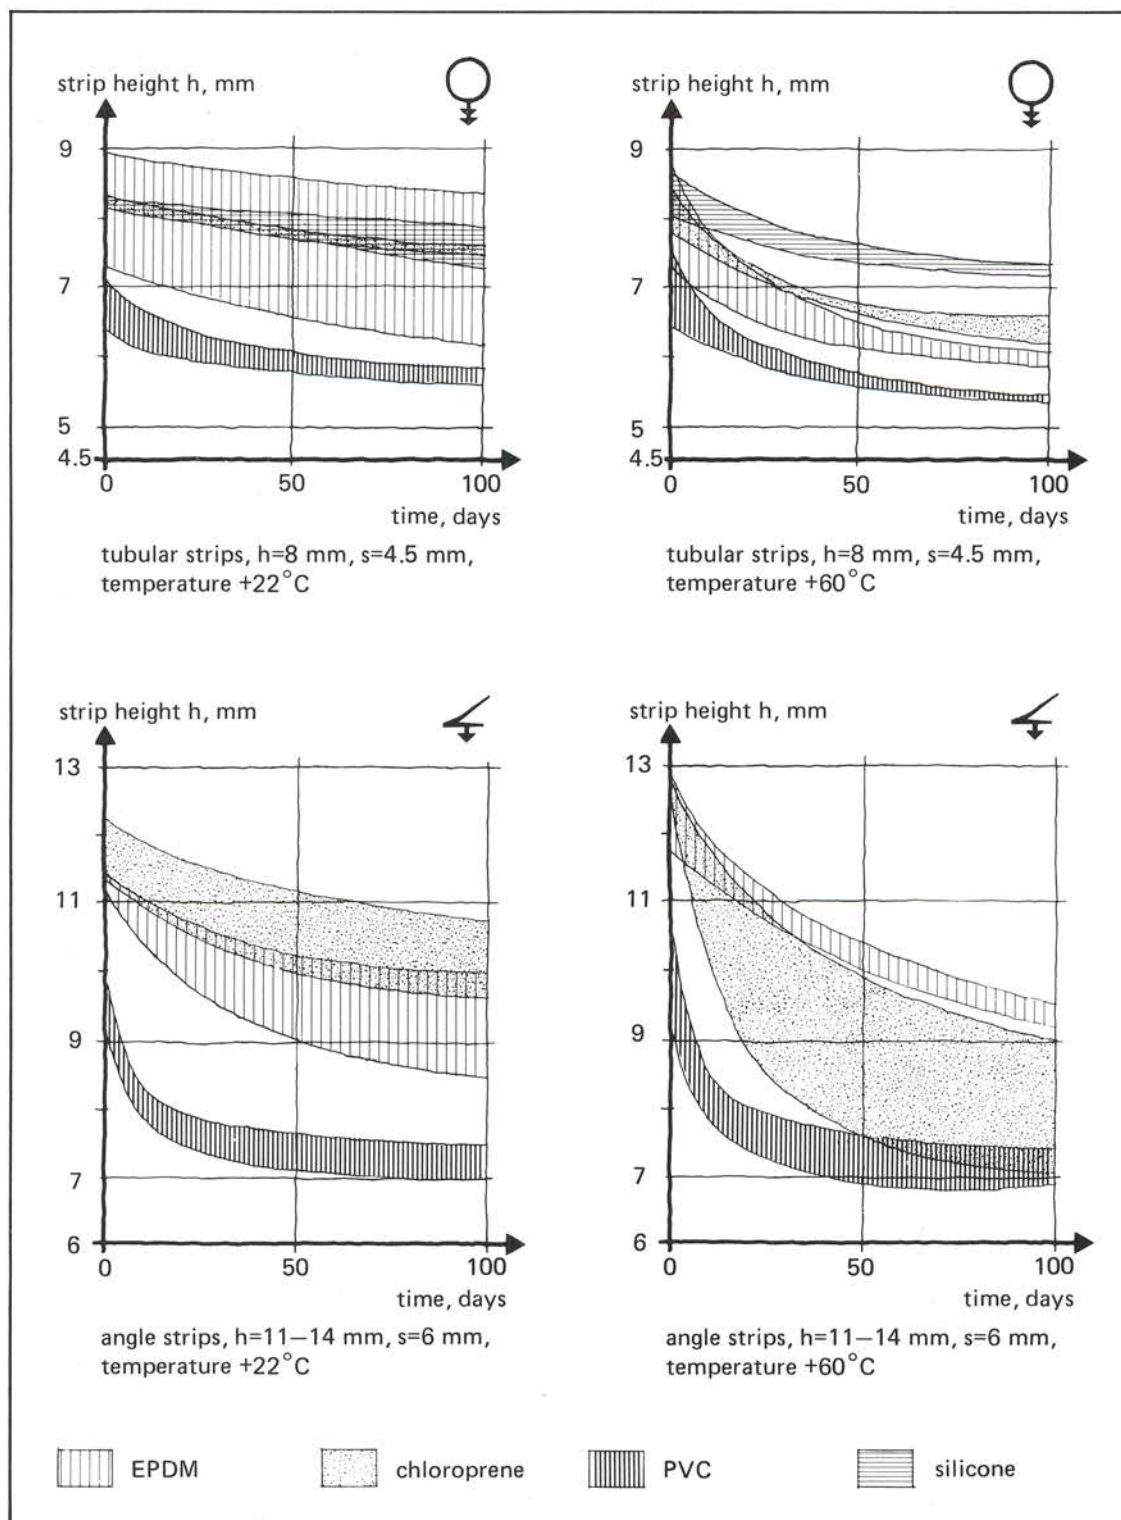 strip height h, mm
9
7
5
4.5
0
50
100
time, days
tubular strips, h=8 mm, s=4.5 mm,
temperature +22°C
strip height h, mm
9
7
5
4.5
0
50
100
time, days
tubular strips, h=8 mm, s=4.5 mm,
temperature +60°C
strip height h, mm
13
11
9
7
6
0
50
100
time, days
angle strips, h=11–14 mm, s=6 mm,
temperature +22°C
strip height h, mm
13
11
9
7
6
0
50
100
time, days
angle strips, h=11–14 mm, s=6 mm,
temperature +60°C
EPDM
chloroprene
PVC
silicone